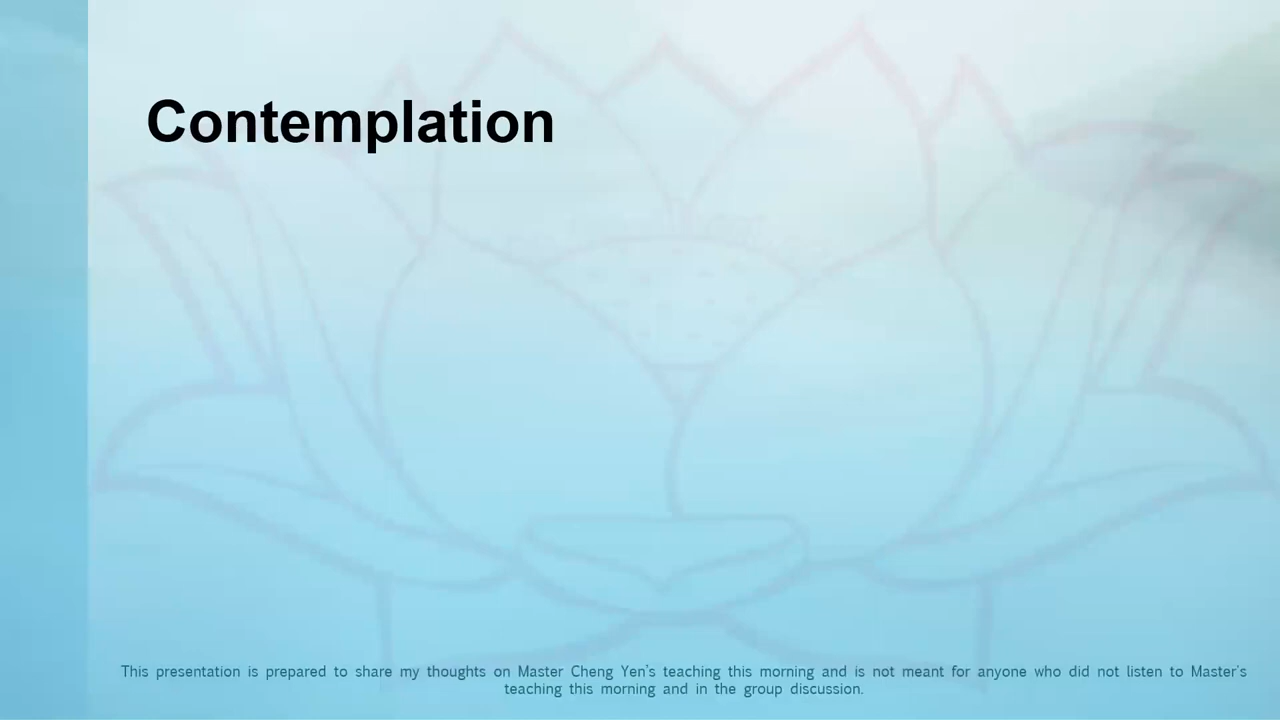 Contemplation
This presentation is prepared to share my thoughts on Master Cheng Yen's teaching this morning and is not meant for anyone who did not listen to Master's
teaching this morning and in the group discussion.